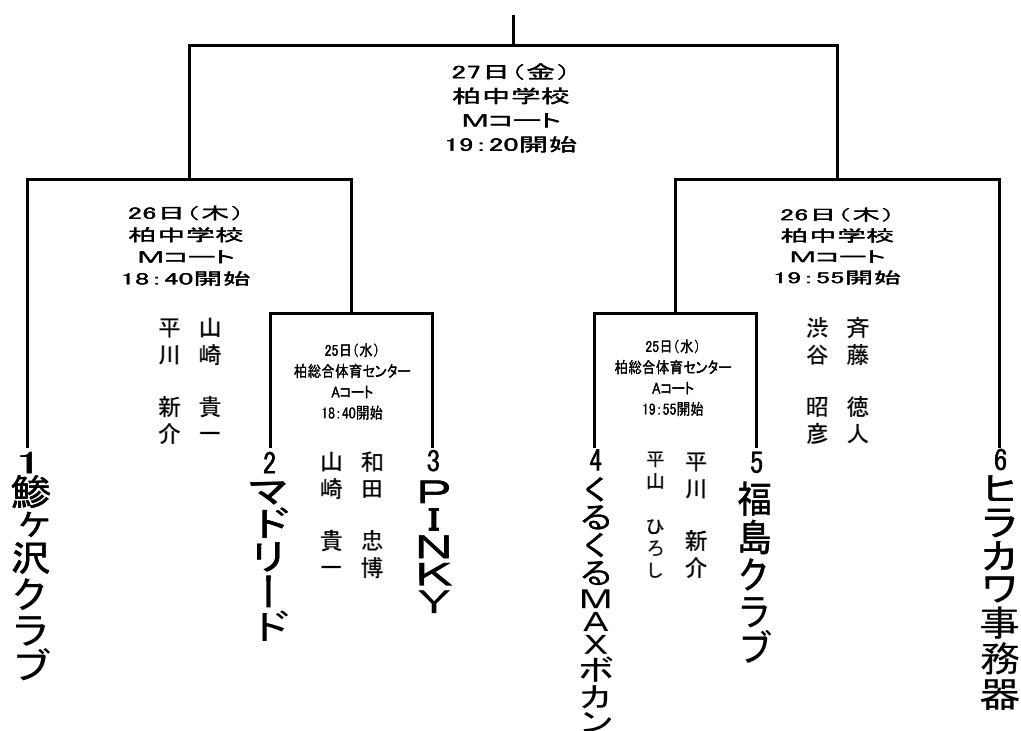 27日(金)
柏中学校
Mコート
19:20開始
26日(木)
柏中学校
Mコート
18:40開始
26日(木)
柏中学校
Mコート
19:55開始
山崎 貴一
平川 新介
斉藤 徳人
渋谷 昭彦
25日(水)
柏総合体育センター
Aコート
18:40開始
25日(水)
柏総合体育センター
Aコート
19:55開始
和田 忠博
山崎 貴一
平川 新介
平山 ひろし
1
鯵ヶ沢クラブ
2
マドリード
3
PINKY
4
くるくるMAXボカン
5
福島クラブ
6
ヒラカワ事務器